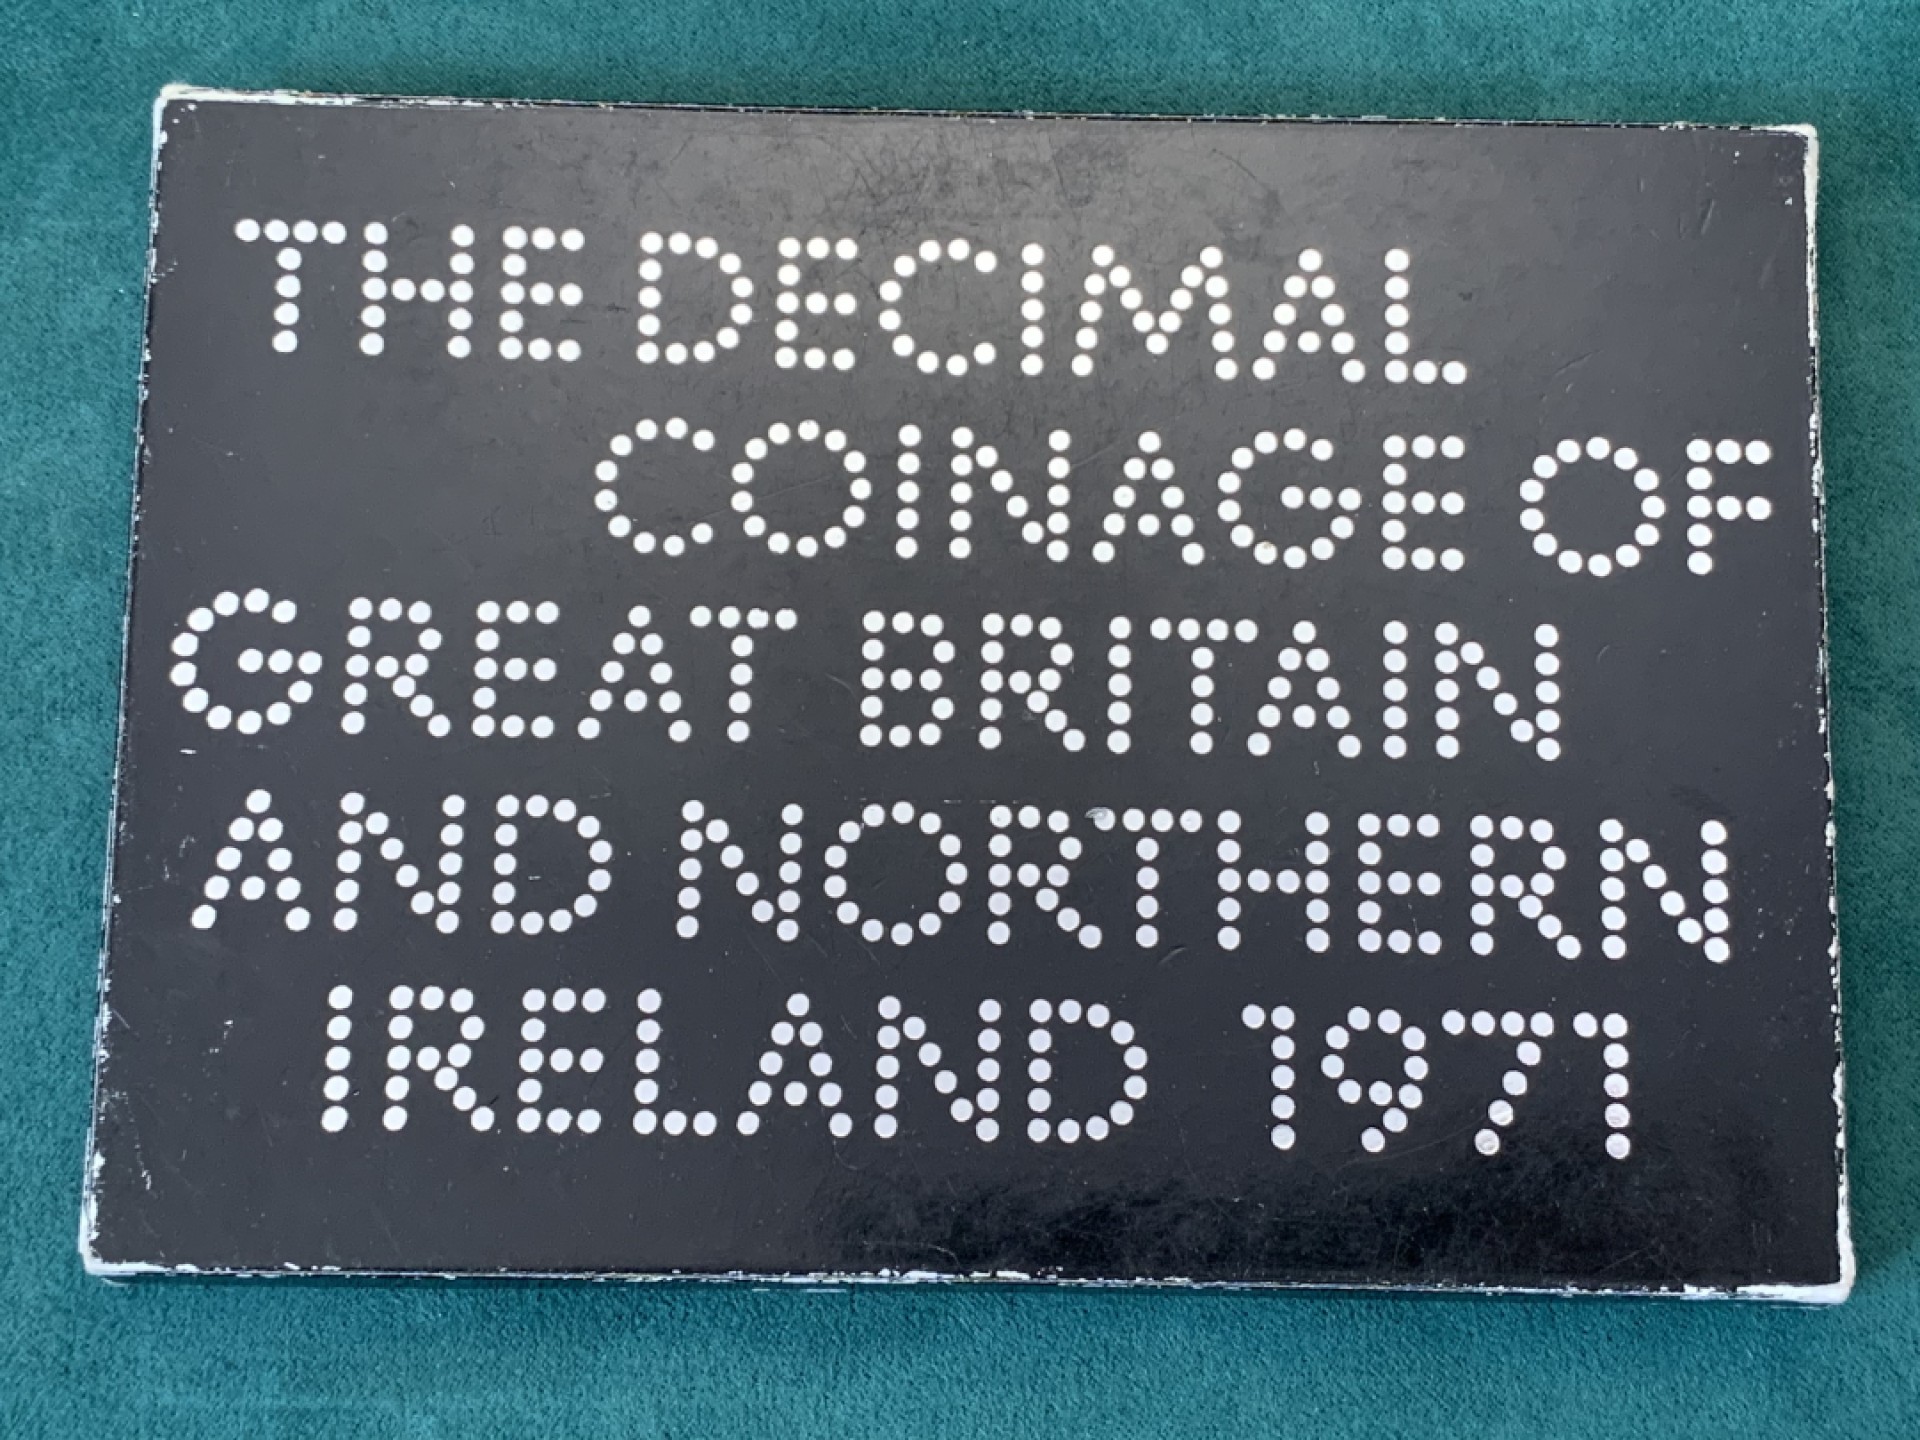 THE DECIMAL
COINAGE OF
GREAT BRITAIN
AND NORTHERN
IRELAND 1971